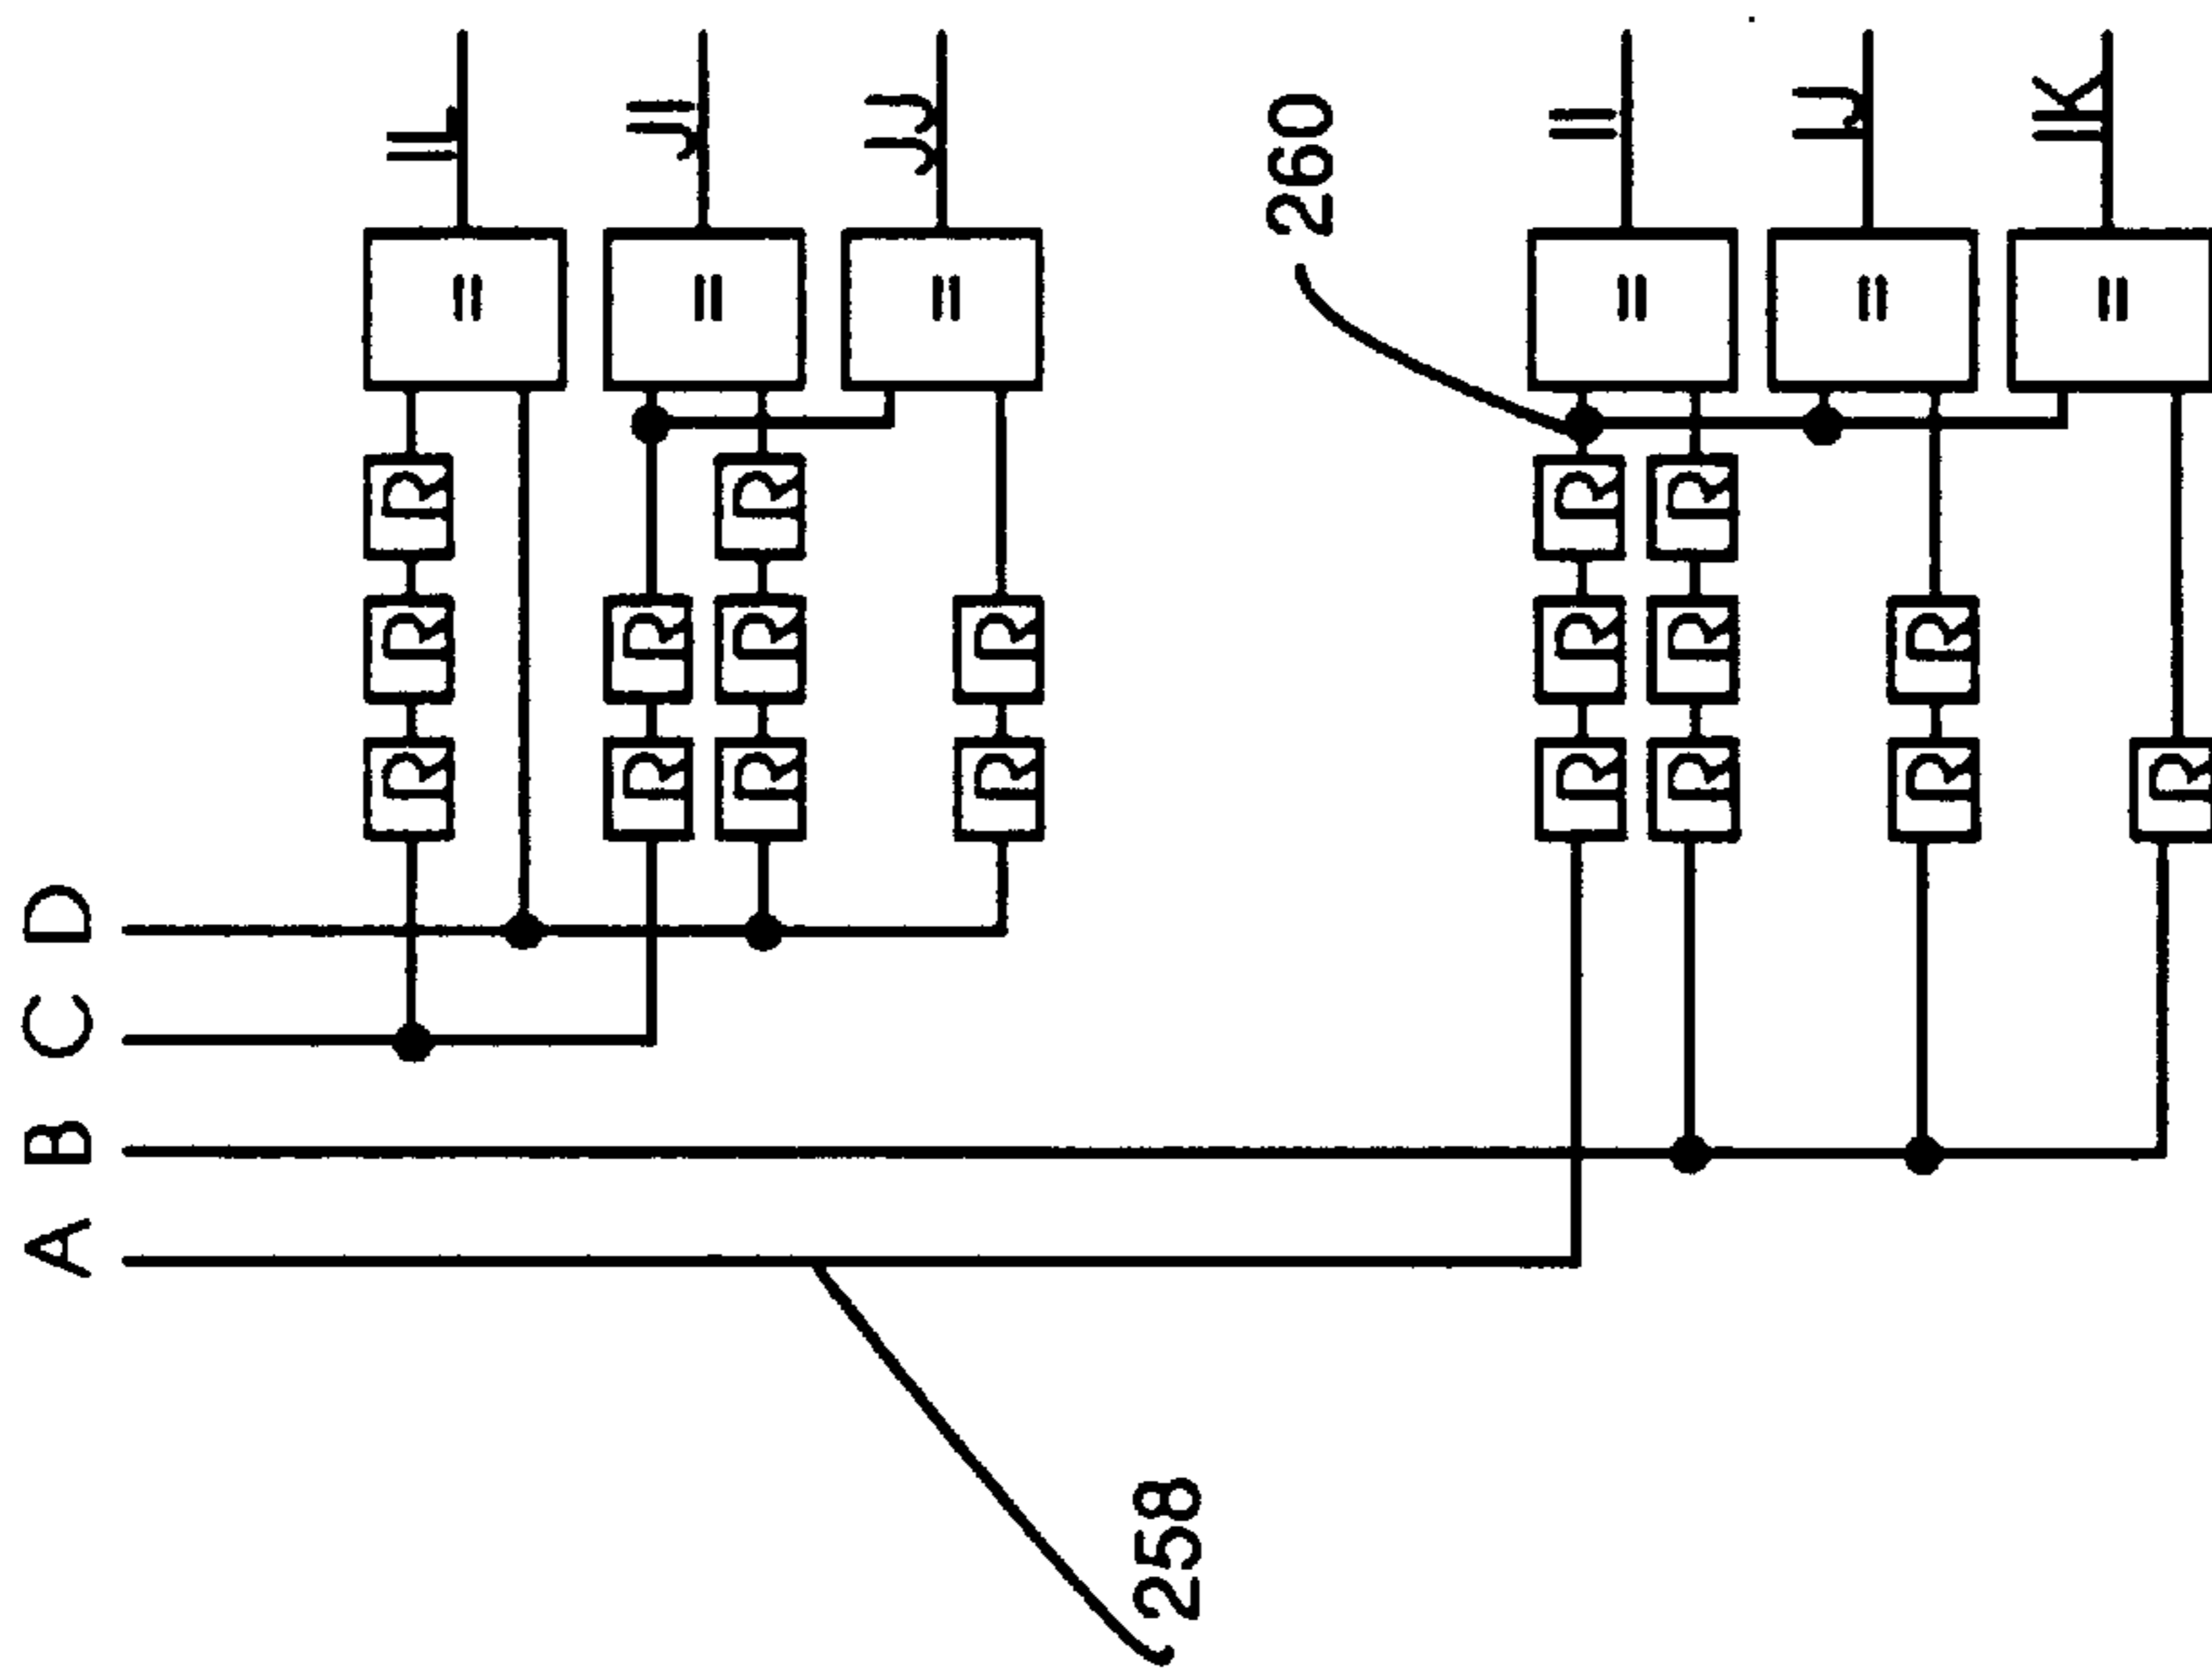 A B C D
R R R IL
=
R R JI
=
R R R
JJ
=
R R
258
260
R R R II
=
R R R
IJ
=
R R
IK
=
R